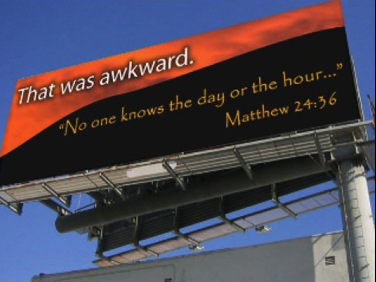 That was awkward.
"No one knows the day or the hour..."
Matthew 24:36